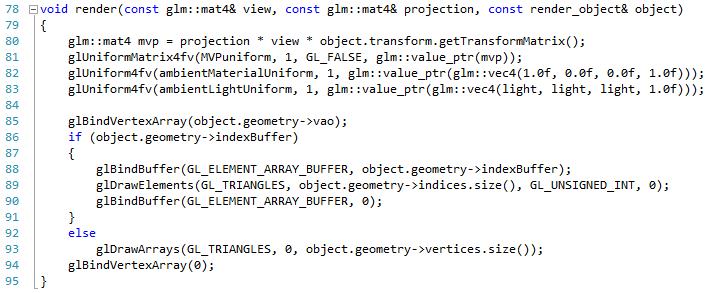 78 void render(const glm::mat4& view, const glm::mat4& projection, const render_object& object)
79 {
80     glm::mat4 mvp = projection * view * object.transform.getTransformMatrix();
81     glUniformMatrix4fv(MVPuniform, 1, GL_FALSE, glm::value_ptr(mvp));
82     glUniform4fv(ambientMaterialUniform, 1, glm::value_ptr(glm::vec4(1.0f, 0.0f, 0.0f, 1.0f)));
83     glUniform4fv(ambientLightUniform, 1, glm::value_ptr(glm::vec4(light, light, light, 1.0f)));
84
85     glBindVertexArray(object.geometry->vao);
86     if (object.geometry->indexBuffer)
87     {
88         glBindBuffer(GL_ELEMENT_ARRAY_BUFFER, object.geometry->indexBuffer);
89         glDrawElements(GL_TRIANGLES, object.geometry->indices.size(), GL_UNSIGNED_INT, 0);
90         glBindBuffer(GL_ELEMENT_ARRAY_BUFFER, 0);
91     }
92     else
93         glDrawArrays(GL_TRIANGLES, 0, object.geometry->vertices.size());
94     glBindVertexArray(0);
95 }